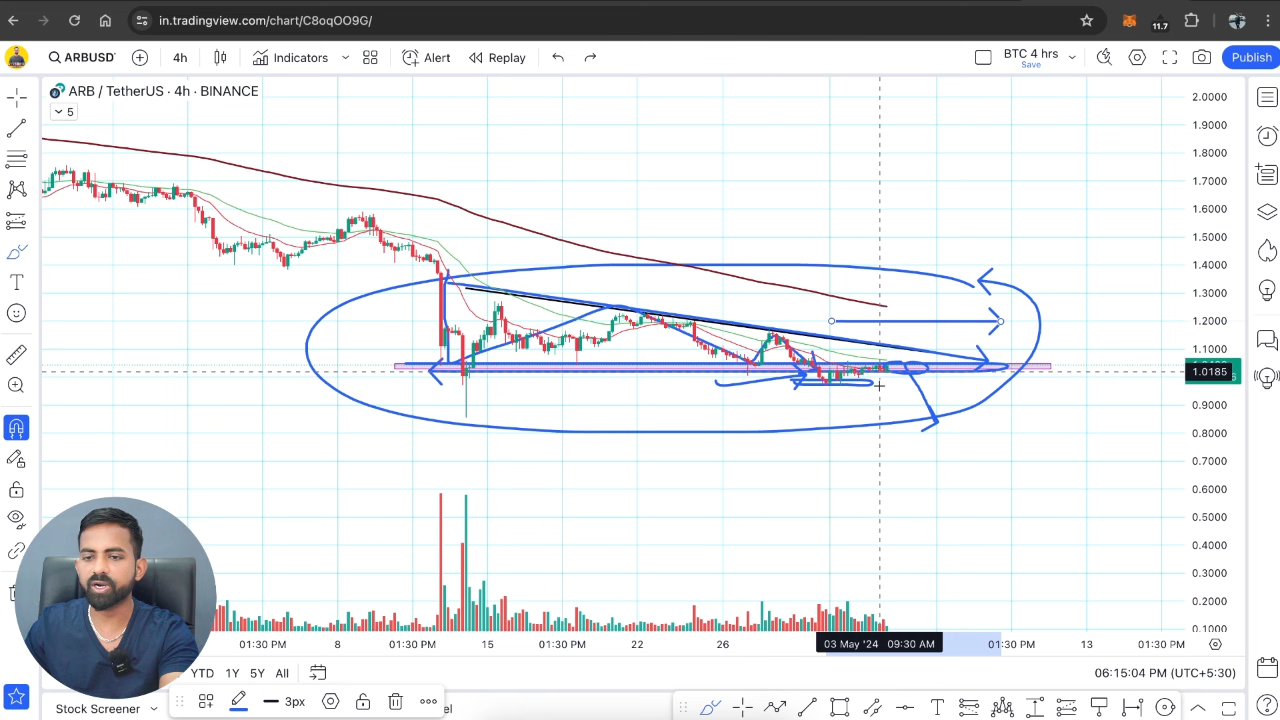 in.tradingview.com/chart/C8oqOO9G/
11.7
ARBUSD
4h
Indicators
Alert
Replay
BTC 4 hrs
Save
Publish
ARB / TetherUS · 4h · BINANCE
5
2.0000
1.9000
1.8000
1.7000
1.6000
1.5000
1.4000
1.3000
1.2000
1.1000
1.0185
0.9000
0.8000
0.7000
0.6000
0.5000
0.4000
0.3000
0.2000
0.1000
01:30 PM
8
01:30 PM
15
01:30 PM
22
26
03 May '24 09:30 AM
01:30 PM
13
01:30 PM
YTD
1Y
5Y
All
06:15:04 PM (UTC+5:30)
Stock Screener
3px
el